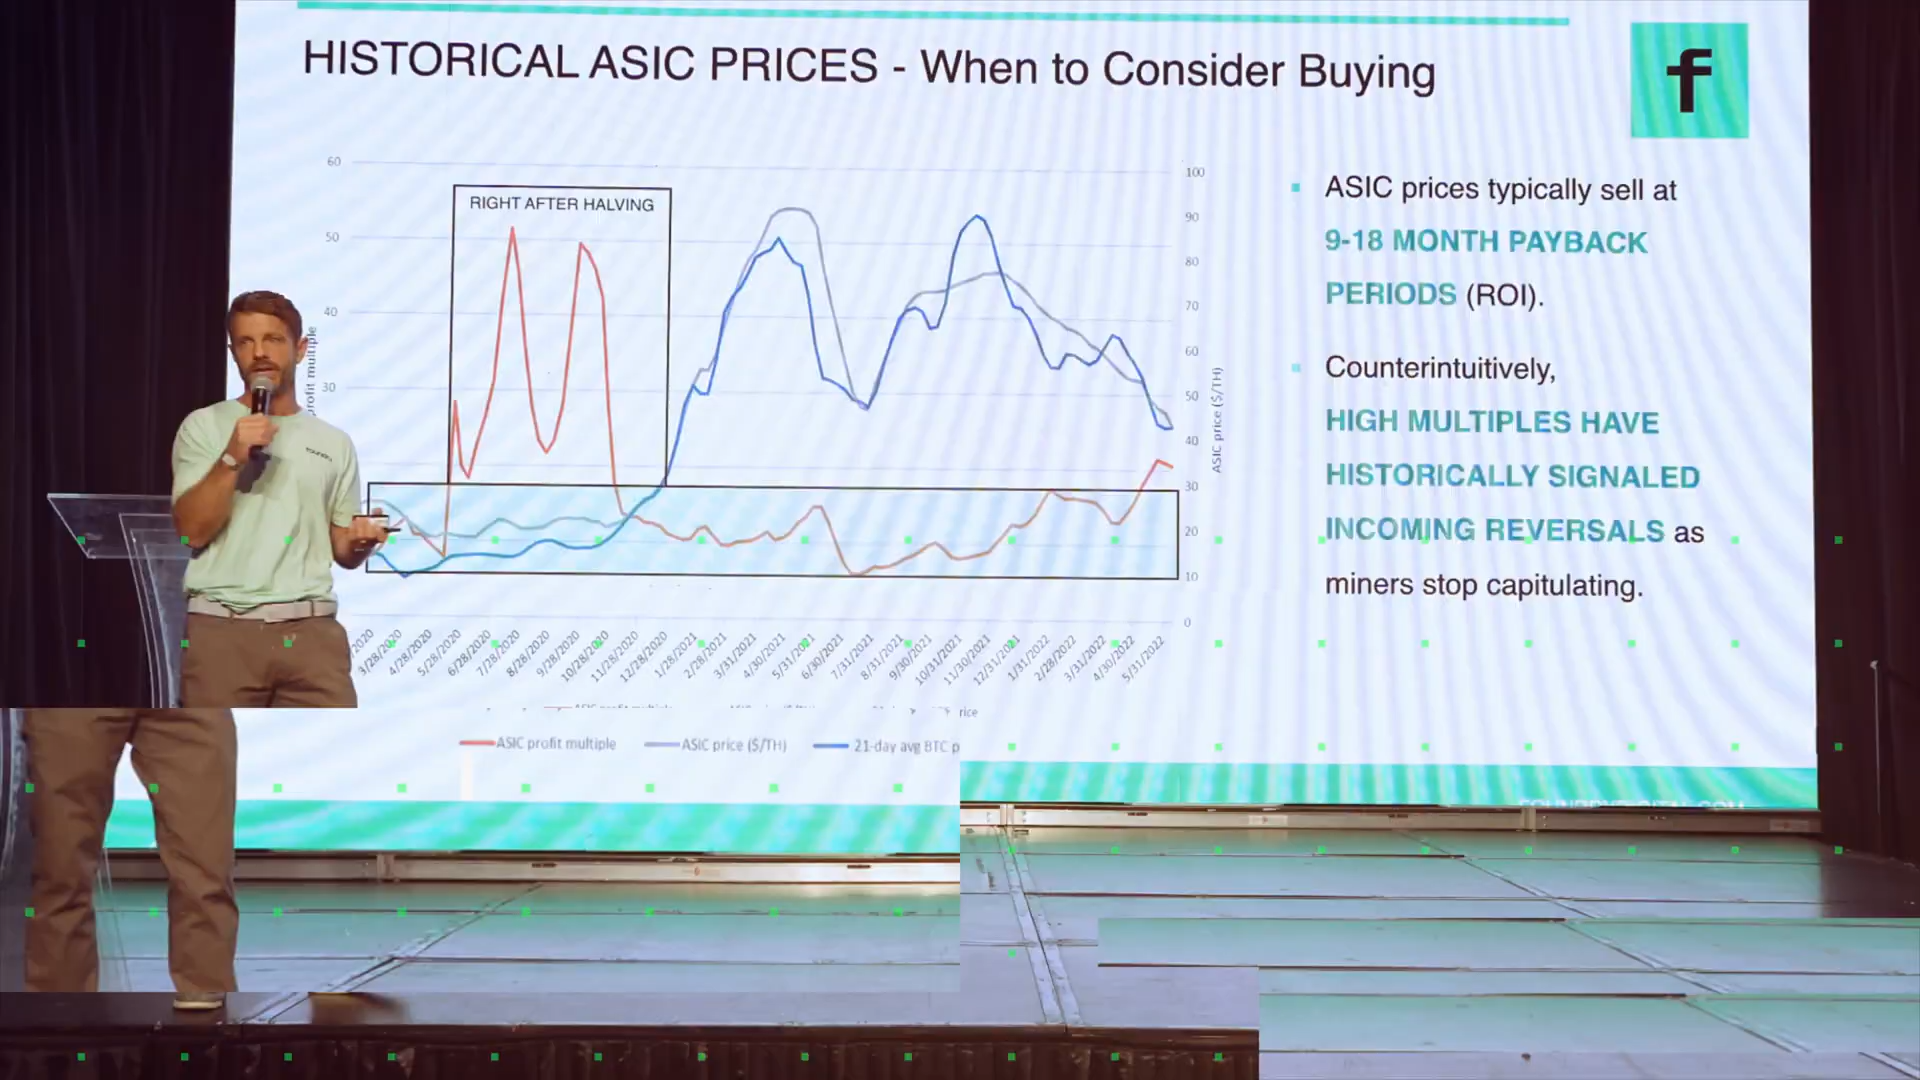 HISTORICAL ASIC PRICES - When to Consider Buying
f
60
50
40
30
profit multiple
RIGHT AFTER HALVING
100
90
80
70
60
50
40
30
20
10
0
ASIC price ($/TH)
3/28/2020
4/28/2020
5/28/2020
6/28/2020
7/28/2020
8/28/2020
9/28/2020
10/28/2020
11/28/2020
12/28/2020
1/28/2021
2/28/2021
3/31/2021
4/30/2021
5/31/2021
6/30/2021
7/31/2021
8/31/2021
9/30/2021
10/31/2021
11/30/2021
12/31/2021
1/31/2022
2/28/2022
3/31/2022
4/30/2022
5/31/2022
ASIC profit multiple
ASIC price ($/TH)
21-day avg BTC p
rice
ASIC prices typically sell at
9-18 MONTH PAYBACK
PERIODS (ROI).
Counterintuitively,
HIGH MULTIPLES HAVE
HISTORICALLY SIGNALED
INCOMING REVERSALS as
miners stop capitulating.